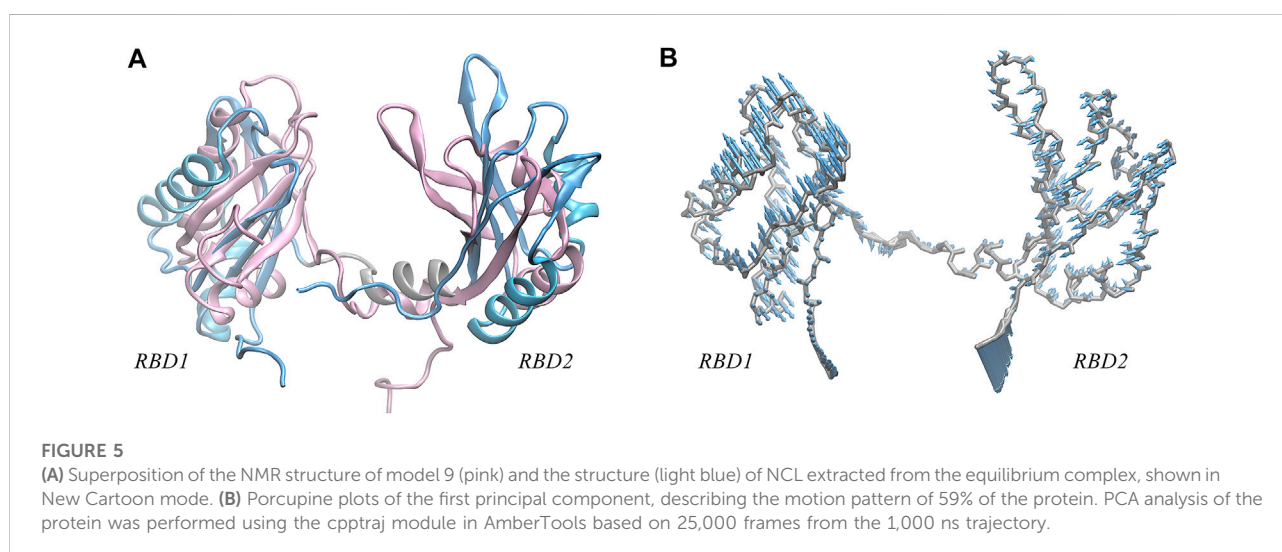 A
B
RBD1
RBD2
RBD1
RBD2
FIGURE 5
(A) Superposition of the NMR structure of model 9 (pink) and the structure (light blue) of NCL extracted from the equilibrium complex, shown in
New Cartoon mode. (B) Porcupine plots of the first principal component, describing the motion pattern of 59% of the protein. PCA analysis of the
protein was performed using the cpptraj module in AmberTools based on 25,000 frames from the 1,000 ns trajectory.